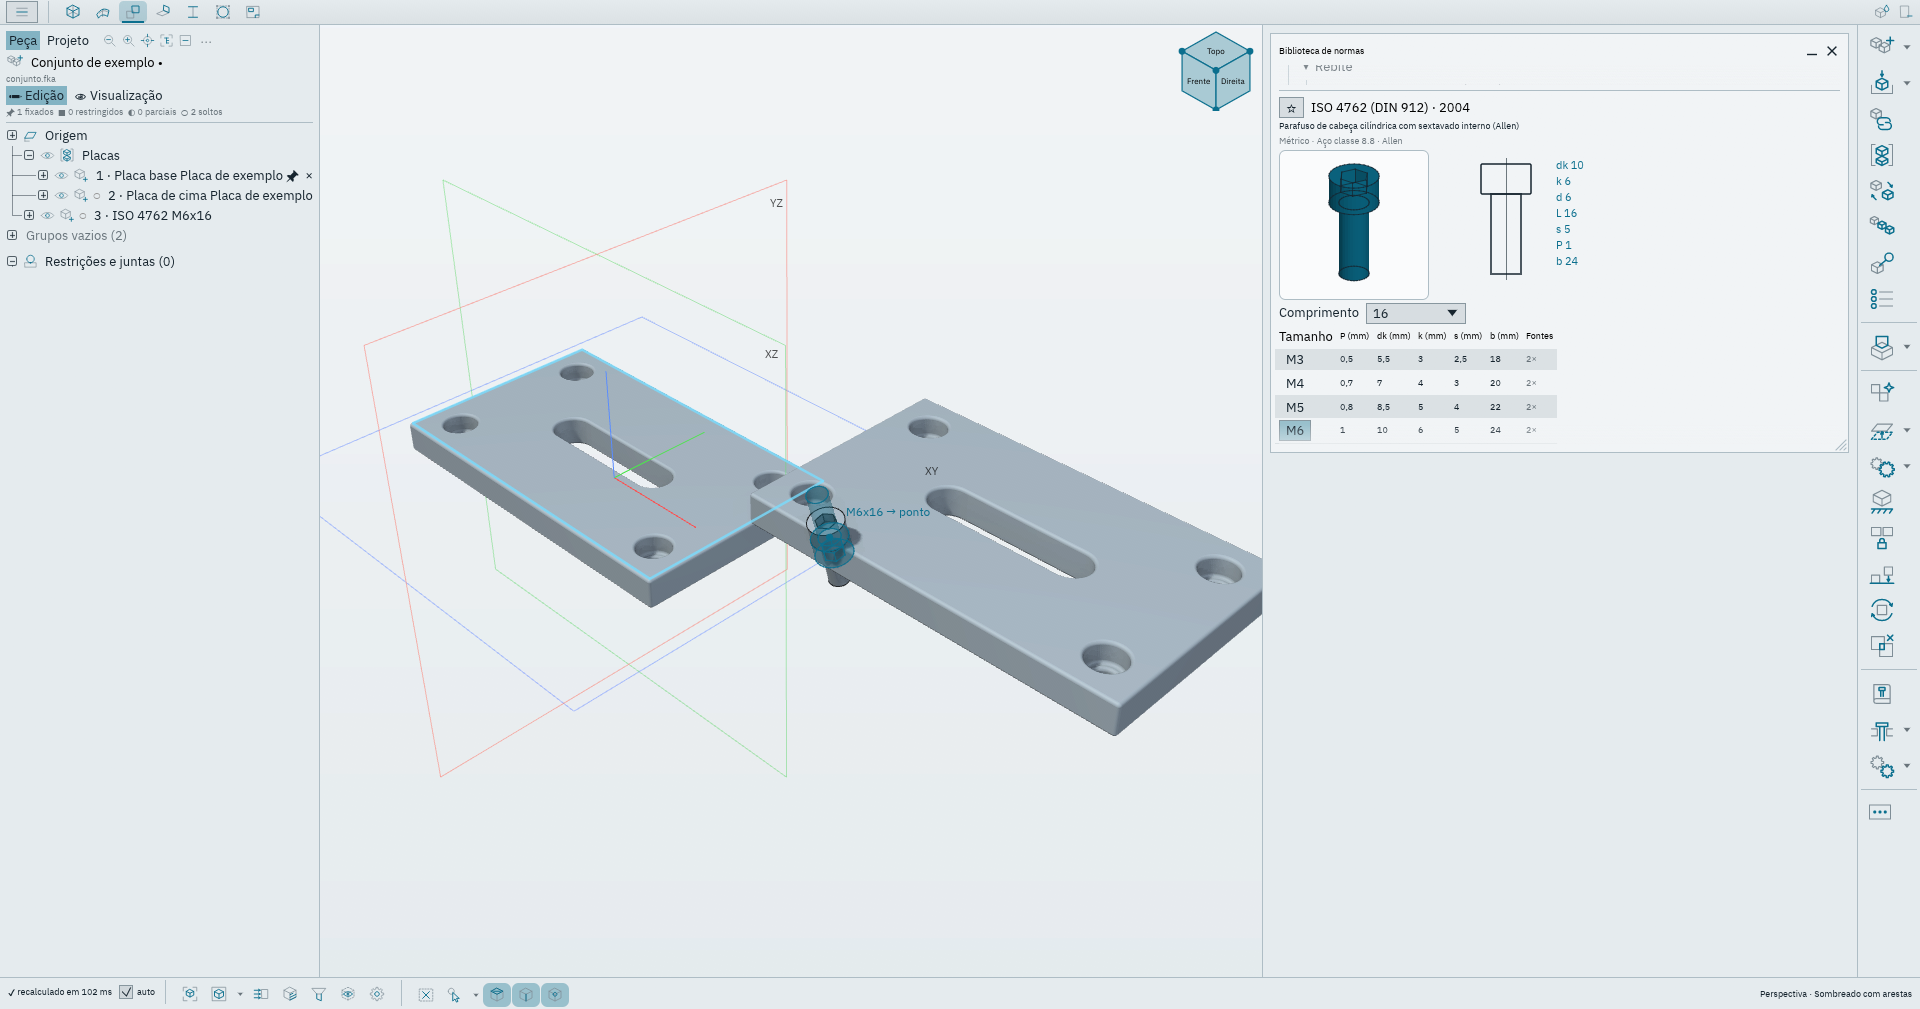 Peça Projeto ...
Conjunto de exemplo •
conjunto.fka
Edição Visualização
1 fixados 0 restringidos 0 parciais 2 soltos
Origem
Placas
1 · Placa base Placa de exemplo ×
2 · Placa de cima Placa de exemplo
3 · ISO 4762 M6x16
Grupos vazios (2)
Restrições e juntas (0)
YZ
XZ
XY
M6x16 → ponto
Topo
Frente Direita
Biblioteca de normas
Rebite
ISO 4762 (DIN 912) · 2004
Parafuso de cabeça cilíndrica com sextavado interno (Allen)
Métrico · Aço classe 8.8 · Allen
dk 10
k 6
d 6
L 16
s 5
P 1
b 24
Comprimento 16
Tamanho P (mm) dk (mm) k (mm) s (mm) b (mm) Fontes
M3 0,5 5,5 3 2,5 18 2×
M4 0,7 7 4 3 20 2×
M5 0,8 8,5 5 4 22 2×
M6 1 10 6 5 24 2×
✓ recalculado em 102 ms auto
Perspectiva · Sombreado com arestas